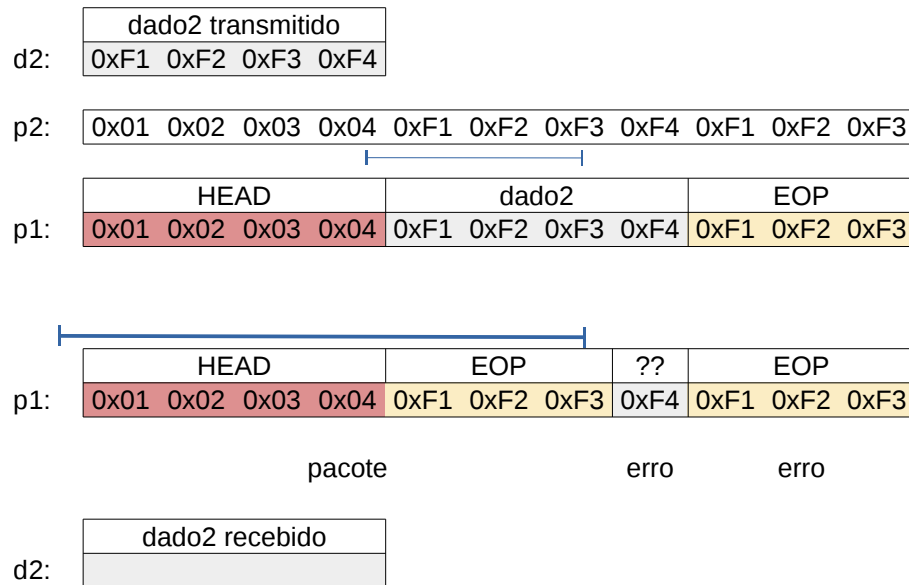 dado2 transmitido
d2: 0xF1 0xF2 0xF3 0xF4
p2: 0x01 0x02 0x03 0x04 0xF1 0xF2 0xF3 0xF4 0xF1 0xF2 0xF3
HEAD dado2 EOP
p1: 0x01 0x02 0x03 0x04 0xF1 0xF2 0xF3 0xF4 0xF1 0xF2 0xF3
HEAD EOP ?? EOP
p1: 0x01 0x02 0x03 0x04 0xF1 0xF2 0xF3 0xF4 0xF1 0xF2 0xF3
pacote erro erro
dado2 recebido
d2: